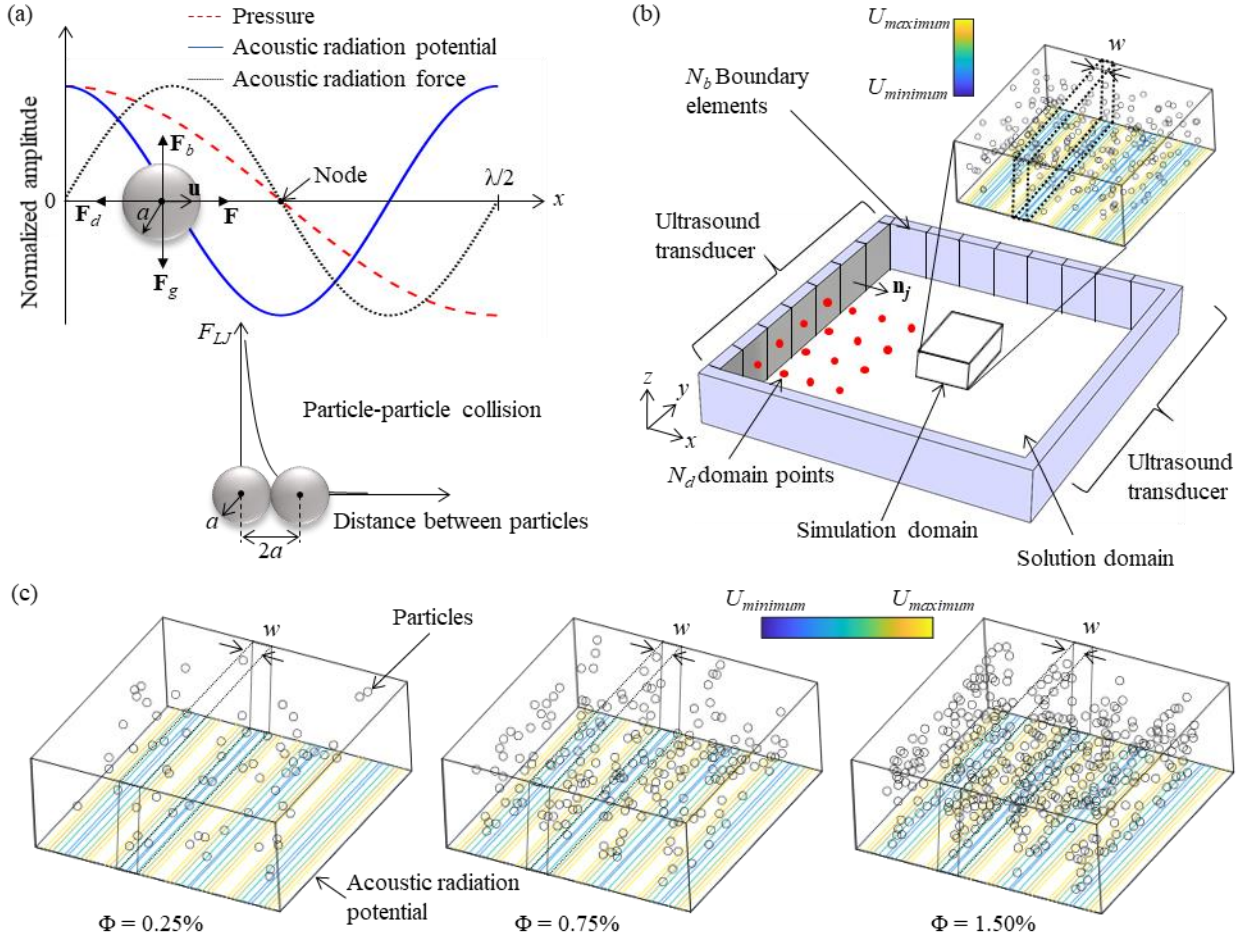 (a)
Pressure
Acoustic radiation potential
Acoustic radiation force
Normalized amplitude
0
F_b
u
F_d
a
F
F_g
Node
λ/2
x
F_LJ
Particle-particle collision
a
2a
Distance between particles
(b)
U_maximum
U_minimum
w
N_b Boundary
elements
Ultrasound
transducer
n_j
z
y
x
N_d domain points
Simulation domain
Solution domain
Ultrasound
transducer
(c)
U_minimum
U_maximum
Particles
w
w
w
Acoustic radiation
potential
Φ = 0.25%
Φ = 0.75%
Φ = 1.50%